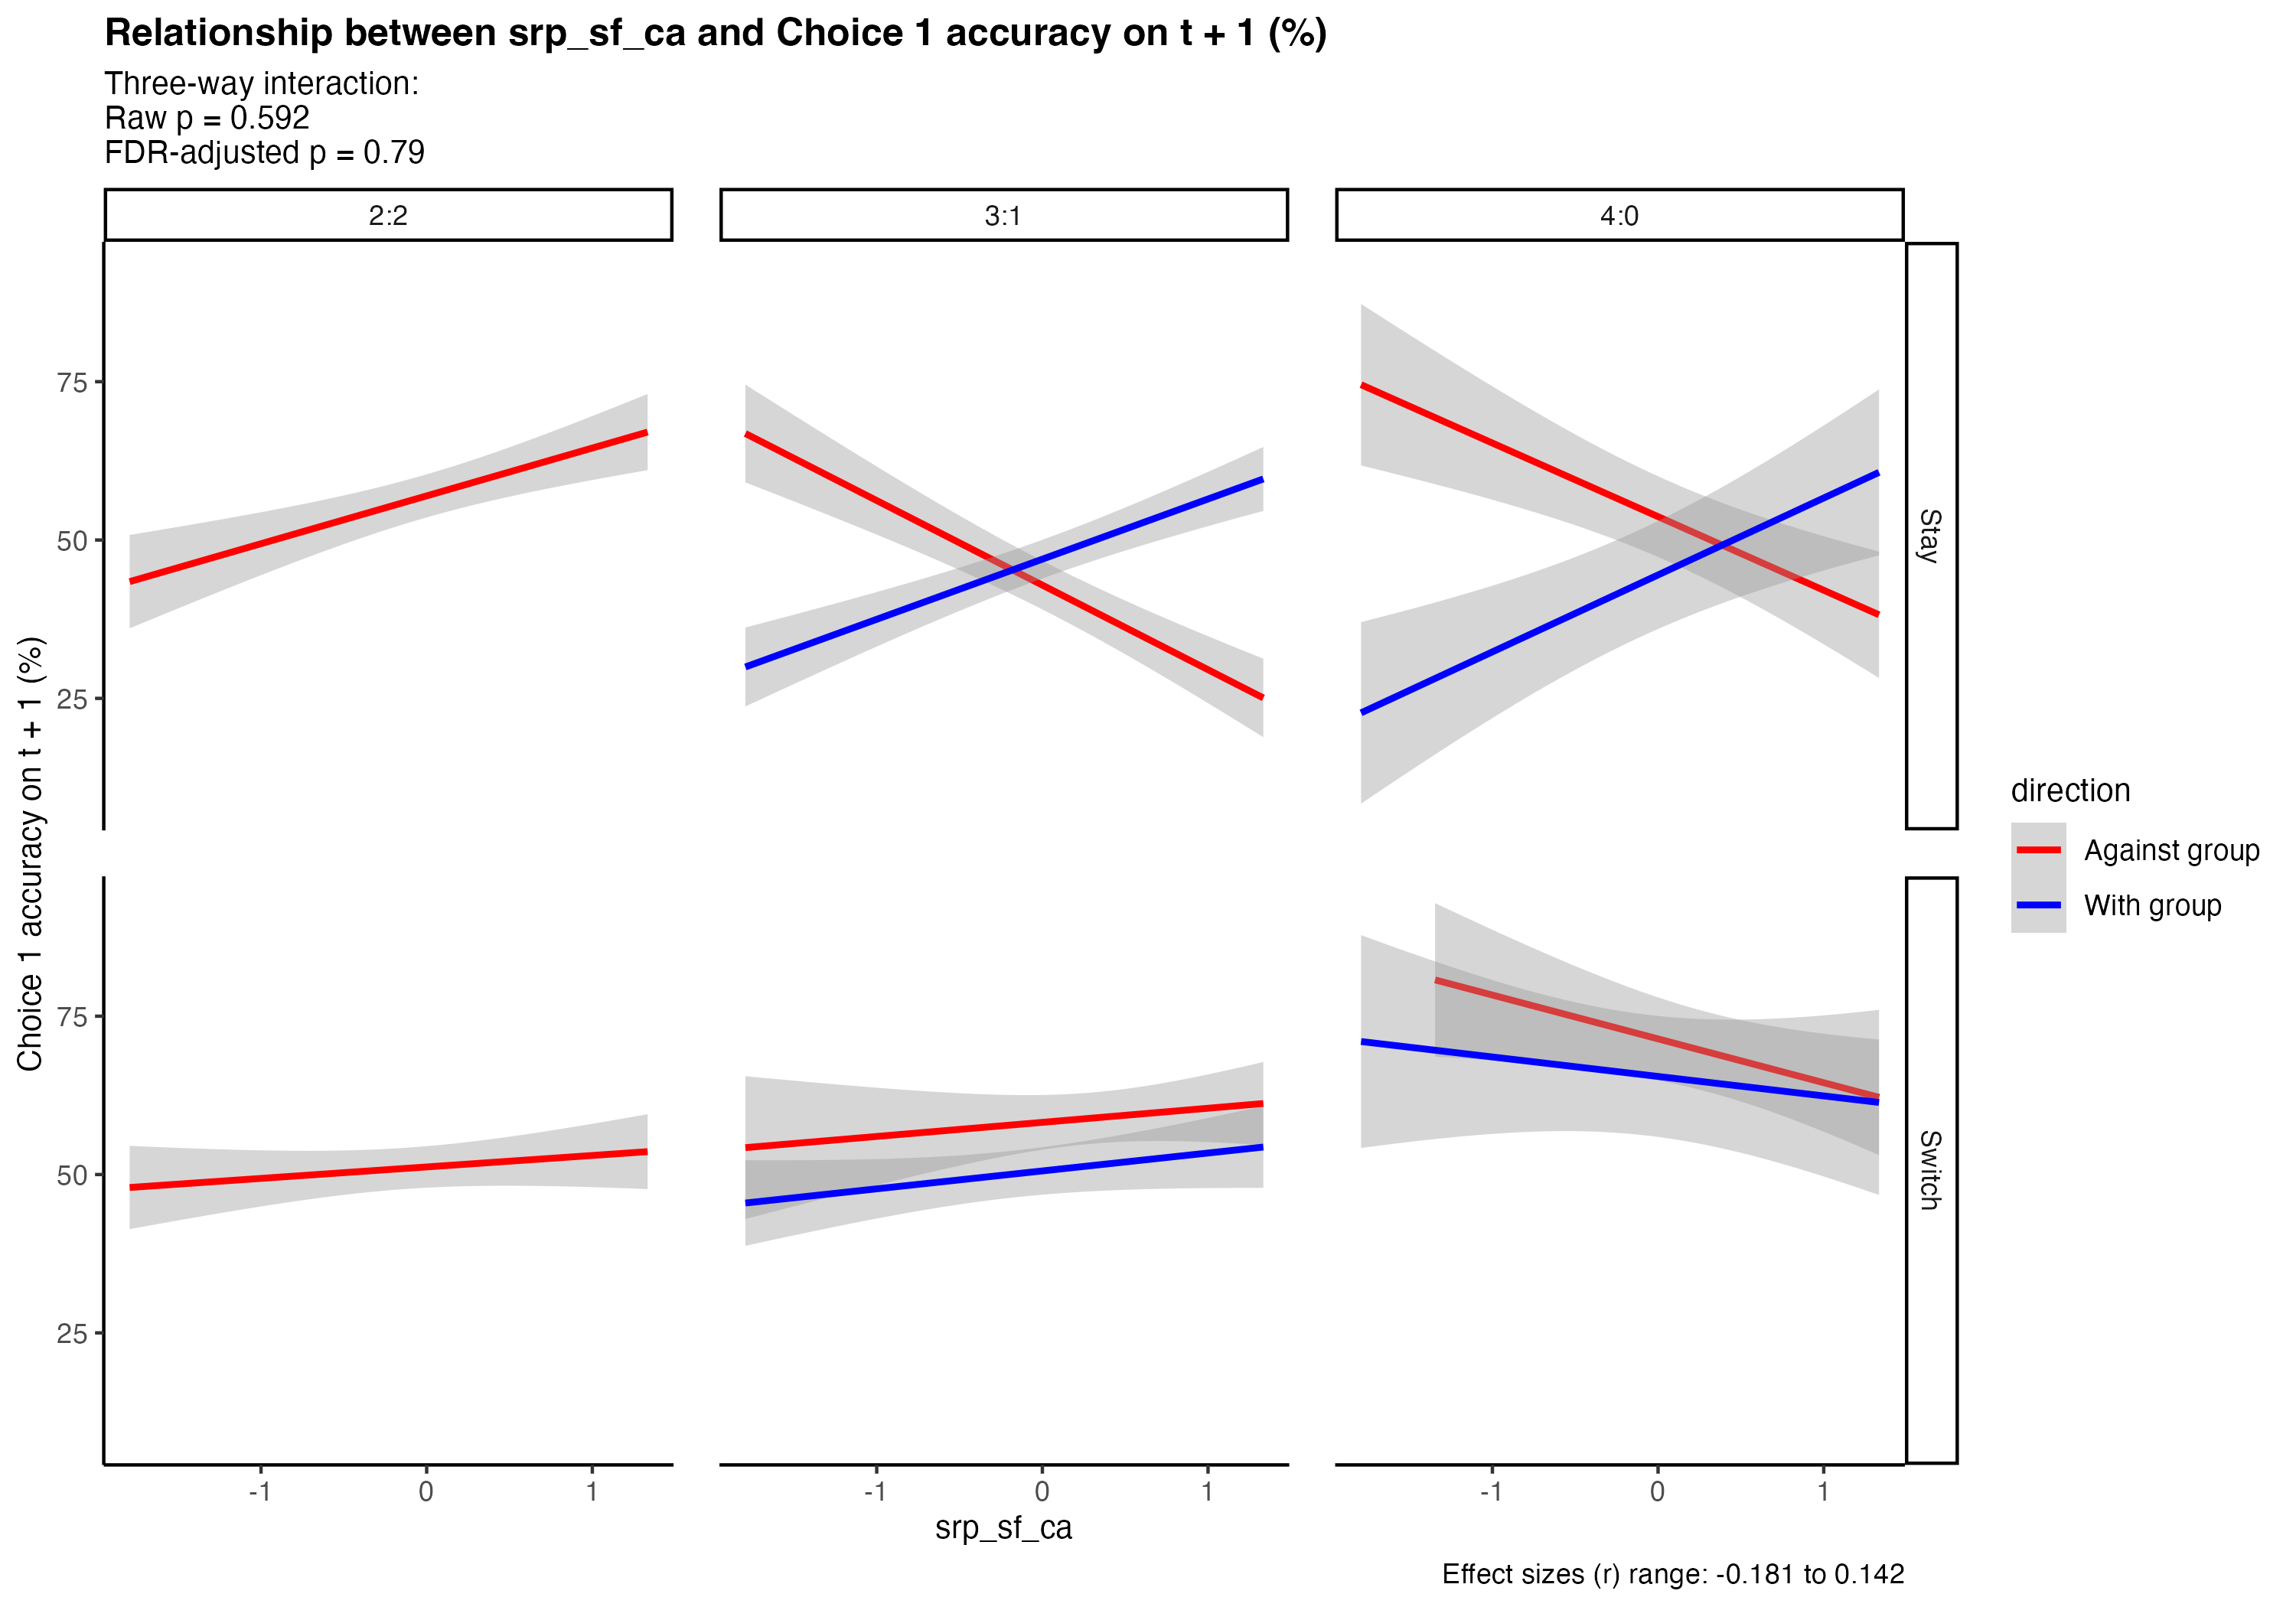 Relationship between srp_sf_ca and Choice 1 accuracy on t + 1 (%)
Three-way interaction:
Raw p = 0.592
FDR-adjusted p = 0.79
2:2
3:1
4:0
Choice 1 accuracy on t + 1 (%)
75
50
25
Stay
75
50
25
Switch
-1
0
1
-1
0
1
-1
0
1
srp_sf_ca
direction
Against group
With group
Effect sizes (r) range: -0.181 to 0.142